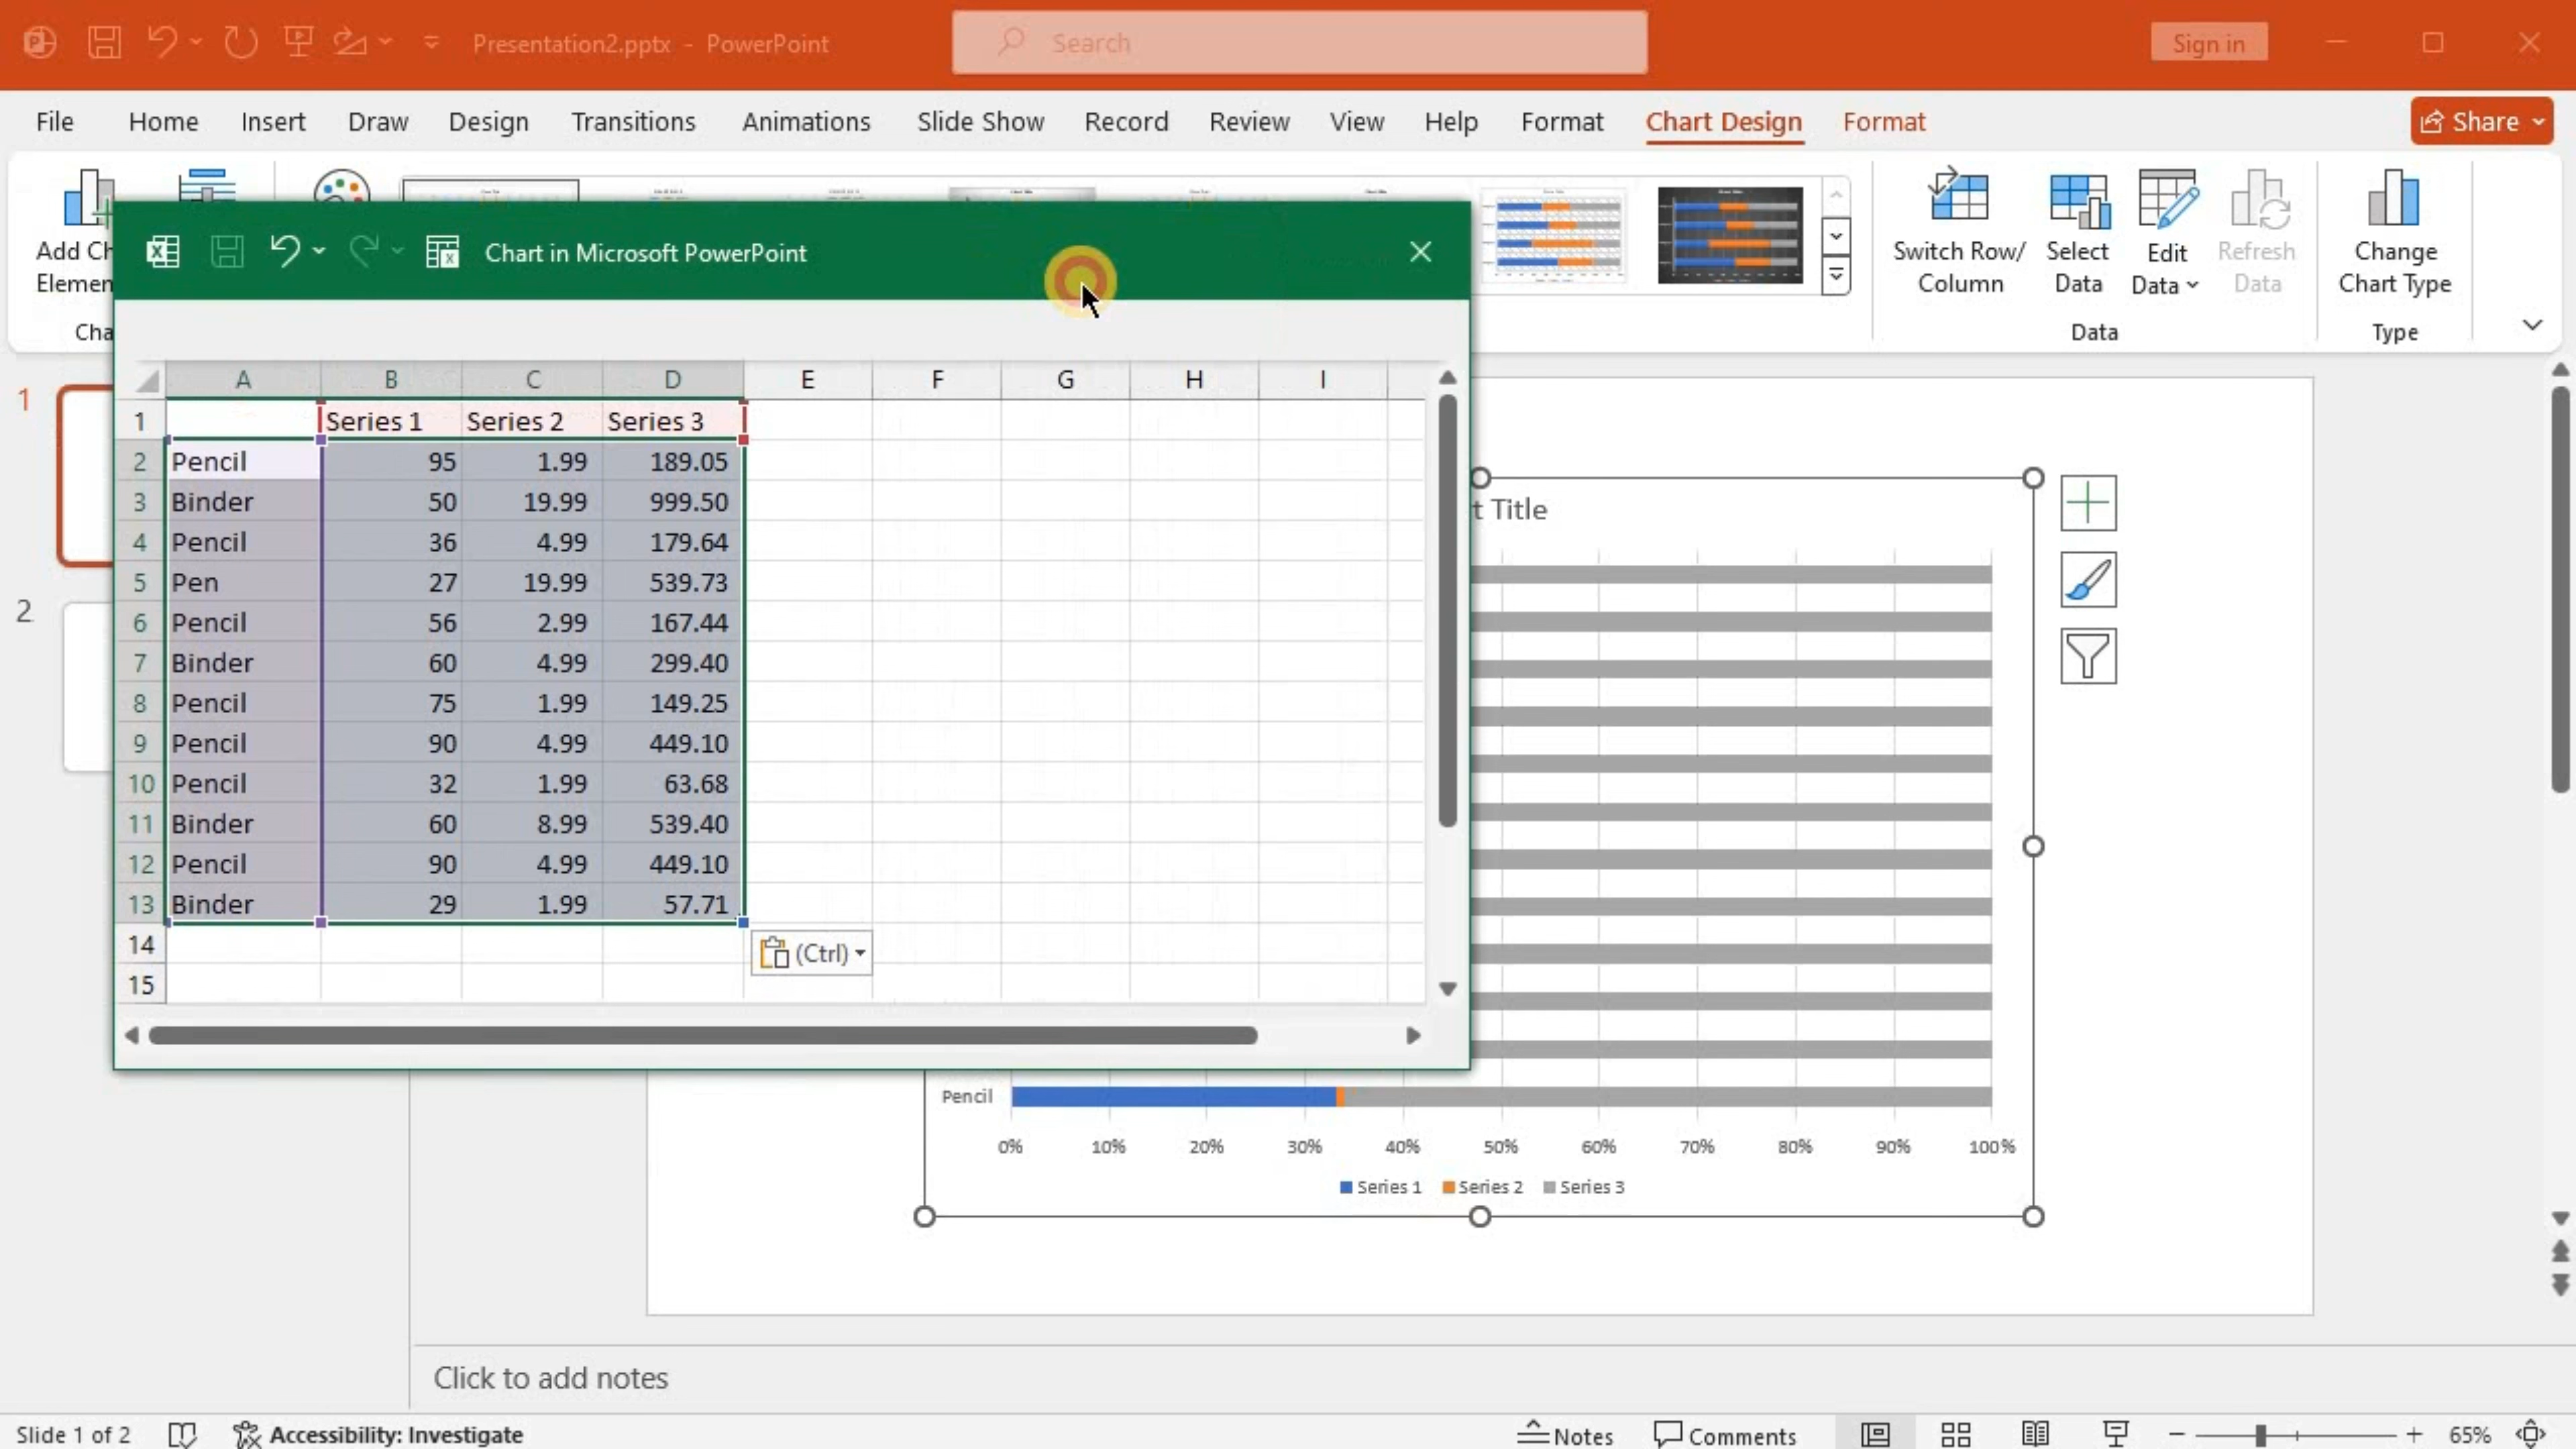 Presentation2.pptx - PowerPoint
Search
Sign in
File Home Insert Draw Design Transitions Animations Slide Show Record Review View Help Format Chart Design Format Share
Add Ch
Elemen
Cha
Switch Row/
Column
Select
Data
Edit
Data
Refresh
Data
Data
Change
Chart Type
Type
Chart in Microsoft PowerPoint
A B C D E F G H I
1 Series 1 Series 2 Series 3
2 Pencil 95 1.99 189.05
3 Binder 50 19.99 999.50
4 Pencil 36 4.99 179.64
5 Pen 27 19.99 539.73
6 Pencil 56 2.99 167.44
7 Binder 60 4.99 299.40
8 Pencil 75 1.99 149.25
9 Pencil 90 4.99 449.10
10 Pencil 32 1.99 63.68
11 Binder 60 8.99 539.40
12 Pencil 90 4.99 449.10
13 Binder 29 1.99 57.71
14
15
(Ctrl)
1
2
t Title
Pencil
0% 10% 20% 30% 40% 50% 60% 70% 80% 90% 100%
Series 1 Series 2 Series 3
Click to add notes
Slide 1 of 2 Accessibility: Investigate Notes Comments 65%